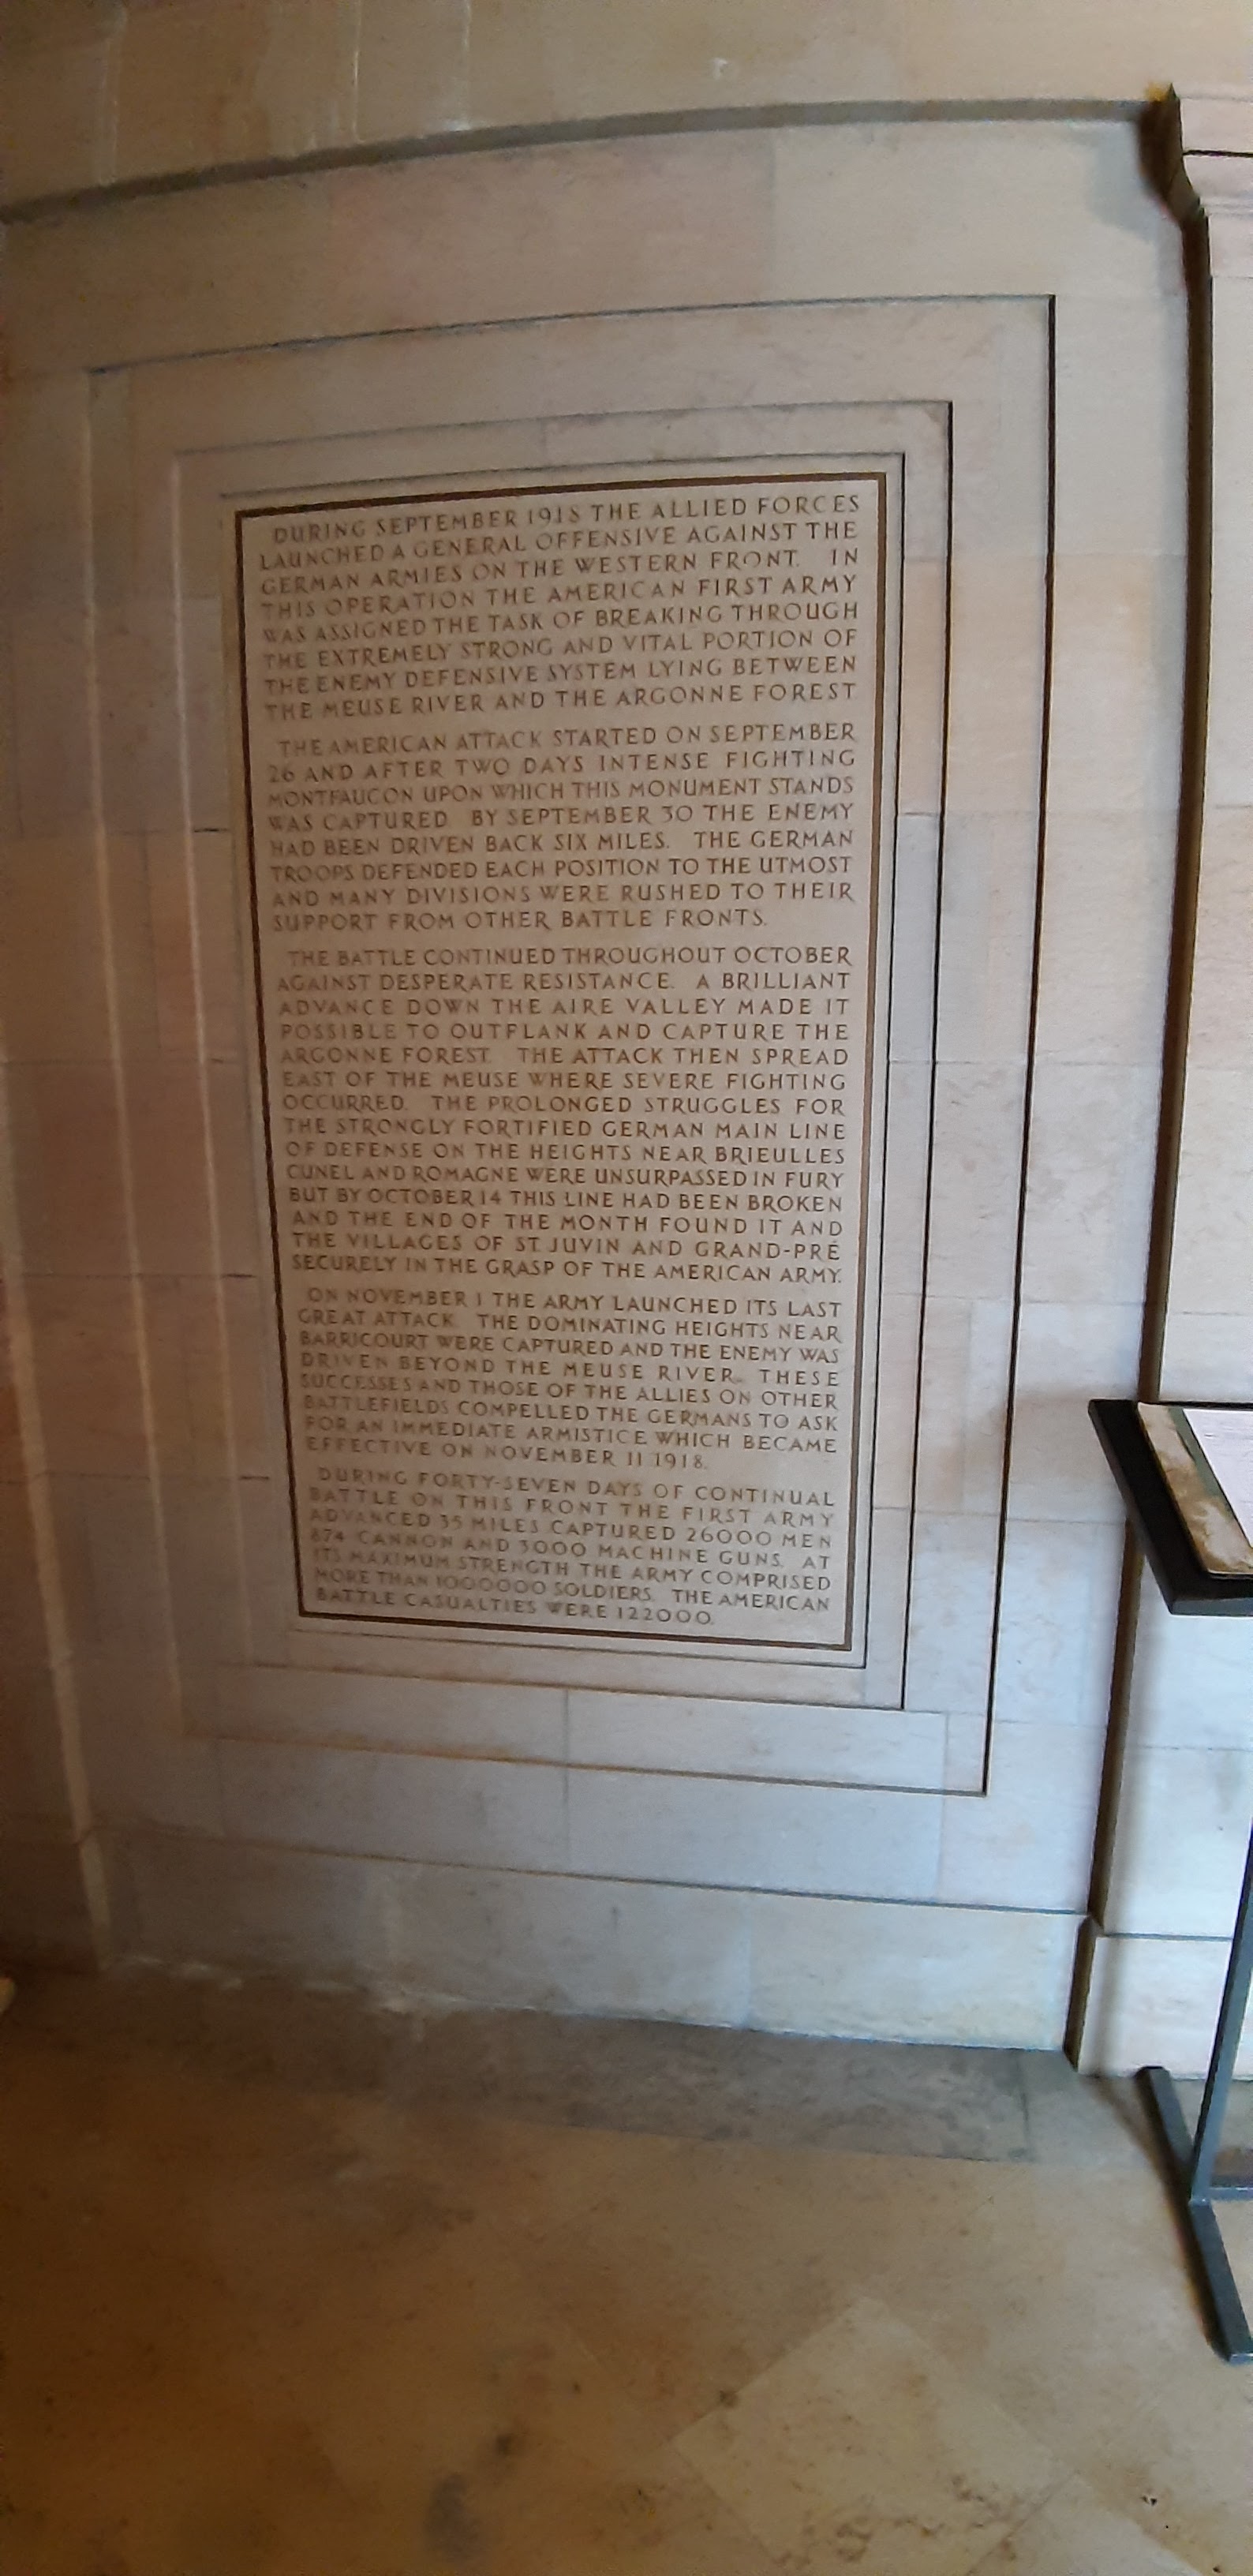 DURING SEPTEMBER 1918 THE ALLIED FORCES
LAUNCHED A GENERAL OFFENSIVE AGAINST THE
GERMAN ARMIES ON THE WESTERN FRONT. IN
THIS OPERATION THE AMERICAN FIRST ARMY
WAS ASSIGNED THE TASK OF BREAKING THROUGH
THE EXTREMELY STRONG AND VITAL PORTION OF
THE ENEMY DEFENSIVE SYSTEM LYING BETWEEN
THE MEUSE RIVER AND THE ARGONNE FOREST
THE AMERICAN ATTACK STARTED ON SEPTEMBER
26 AND AFTER TWO DAYS INTENSE FIGHTING
MONTFAUCON UPON WHICH THIS MONUMENT STANDS
WAS CAPTURED. BY SEPTEMBER 30 THE ENEMY
HAD BEEN DRIVEN BACK SIX MILES. THE GERMAN
TROOPS DEFENDED EACH POSITION TO THE UTMOST
AND MANY DIVISIONS WERE RUSHED TO THEIR
SUPPORT FROM OTHER BATTLE FRONTS.
THE BATTLE CONTINUED THROUGHOUT OCTOBER
AGAINST DESPERATE RESISTANCE. A BRILLIANT
ADVANCE DOWN THE AIRE VALLEY MADE IT
POSSIBLE TO OUTFLANK AND CAPTURE THE
ARGONNE FOREST. THE ATTACK THEN SPREAD
EAST OF THE MEUSE WHERE SEVERE FIGHTING
OCCURRED. THE PROLONGED STRUGGLES FOR
THE STRONGLY FORTIFIED GERMAN MAIN LINE
OF DEFENSE ON THE HEIGHTS NEAR BRIEULLES
CUNEL AND ROMAGNE WERE UNSURPASSED IN FURY
BUT BY OCTOBER 14 THIS LINE HAD BEEN BROKEN
AND THE END OF THE MONTH FOUND IT AND
THE VILLAGES OF ST. JUVIN AND GRAND-PRÉ
SECURELY IN THE GRASP OF THE AMERICAN ARMY.
ON NOVEMBER 1 THE ARMY LAUNCHED ITS LAST
GREAT ATTACK. THE DOMINATING HEIGHTS NEAR
BARRICOURT WERE CAPTURED AND THE ENEMY WAS
DRIVEN BEYOND THE MEUSE RIVER. THESE
SUCCESSES AND THOSE OF THE ALLIES ON OTHER
BATTLEFIELDS COMPELLED THE GERMANS TO ASK
FOR AN IMMEDIATE ARMISTICE WHICH BECAME
EFFECTIVE ON NOVEMBER 11 1918.
DURING FORTY-SEVEN DAYS OF CONTINUAL
BATTLE ON THIS FRONT THE FIRST ARMY
ADVANCED 35 MILES CAPTURED 26000 MEN
874 CANNON AND 3000 MACHINE GUNS. AT
ITS MAXIMUM STRENGTH THE ARMY COMPRISED
MORE THAN 1000000 SOLDIERS. THE AMERICAN
BATTLE CASUALTIES WERE 122000.